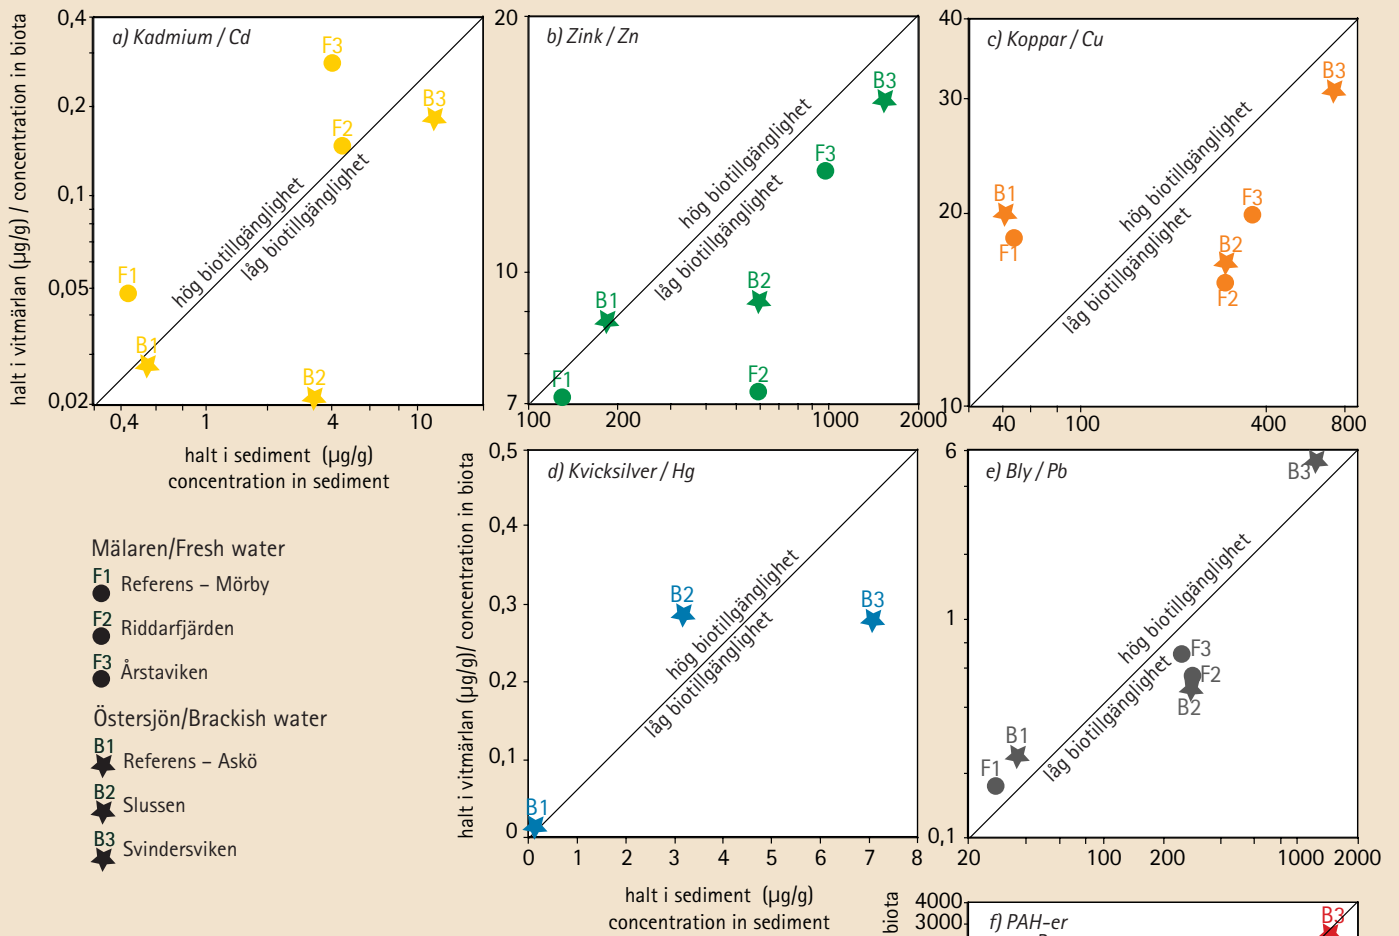 a) Kadmium / Cd
halt i vitmärlan (µg/g) / concentration in biota
0,4
0,2
0,1
0,05
0,02
F3
B3
F2
F1
B1
B2
hög biotillgänglighet
låg biotillgänglighet
0,4 1 4 10
halt i sediment (µg/g)
concentration in sediment
b) Zink / Zn
20
10
7
B3
F3
B1
B2
F1
F2
hög biotillgänglighet
låg biotillgänglighet
100 200 1000 2000
c) Koppar / Cu
40
30
20
10
B3
B1
F3
F1
B2
F2
hög biotillgänglighet
låg biotillgänglighet
40 100 400 800
Mälaren/Fresh water
F1
Referens – Mörby
F2
Riddarfjärden
F3
Årstaviken
Östersjön/Brackish water
B1
Referens – Askö
B2
Slussen
B3
Svindersviken
d) Kvicksilver / Hg
halt i vitmärlan (µg/g)/ concentration in biota
0,5
0,4
0,3
0,2
0,1
0
B2
B3
B1
hög biotillgänglighet
låg biotillgänglighet
0 1 2 3 4 5 6 7 8
halt i sediment (µg/g)
concentration in sediment
e) Bly / Pb
6
1
0,1
B3
F3
F2
B2
B1
F1
hög biotillgänglighet
låg biotillgänglighet
20 100 200 1000 2000
biota
4000
3000
f) PAH-er
B3